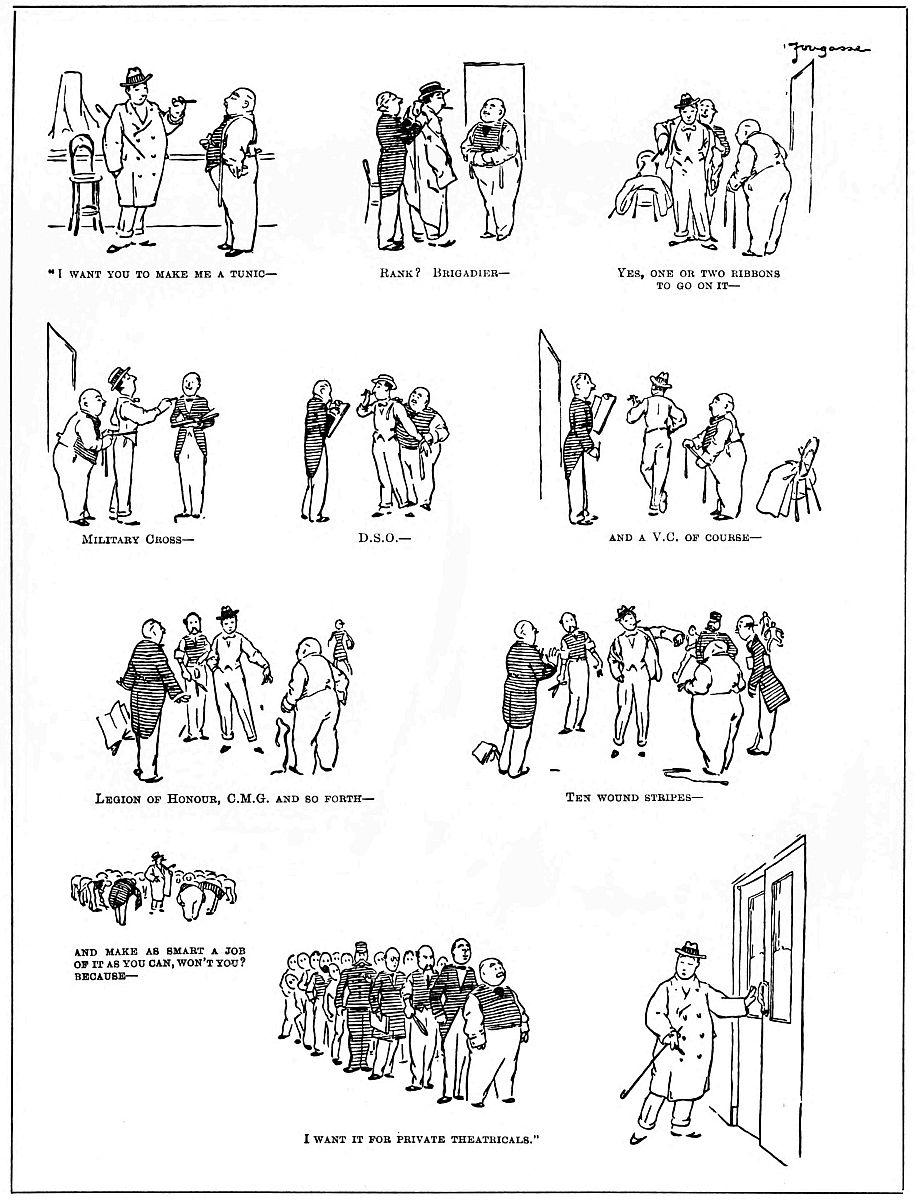 Fougasse
"I WANT YOU TO MAKE ME A TUNIC—
RANK? BRIGADIER—
YES, ONE OR TWO RIBBONS
TO GO ON IT—
MILITARY CROSS—
D.S.O.—
AND A V.C. OF COURSE—
LEGION OF HONOUR, C.M.G. AND SO FORTH—
TEN WOUND STRIPES—
AND MAKE AS SMART A JOB
OF IT AS YOU CAN, WON'T YOU?
BECAUSE—
I WANT IT FOR PRIVATE THEATRICALS."